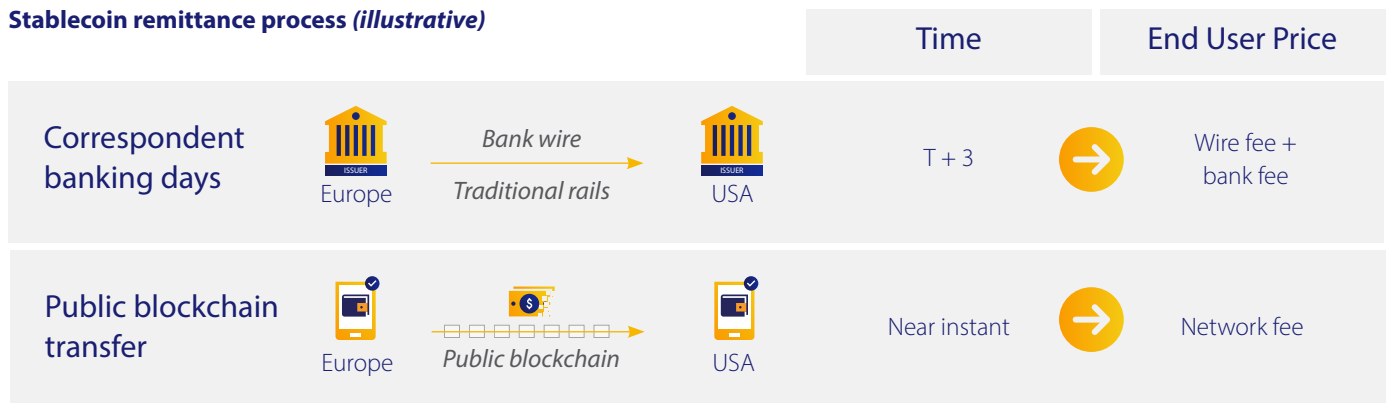 Stablecoin remittance process (illustrative)
Time
End User Price
Correspondent
banking days
ISSUER
Europe
Bank wire
Traditional rails
ISSUER
USA
T + 3
Wire fee +
bank fee
Public blockchain
transfer
Europe
$
Public blockchain
USA
Near instant
Network fee